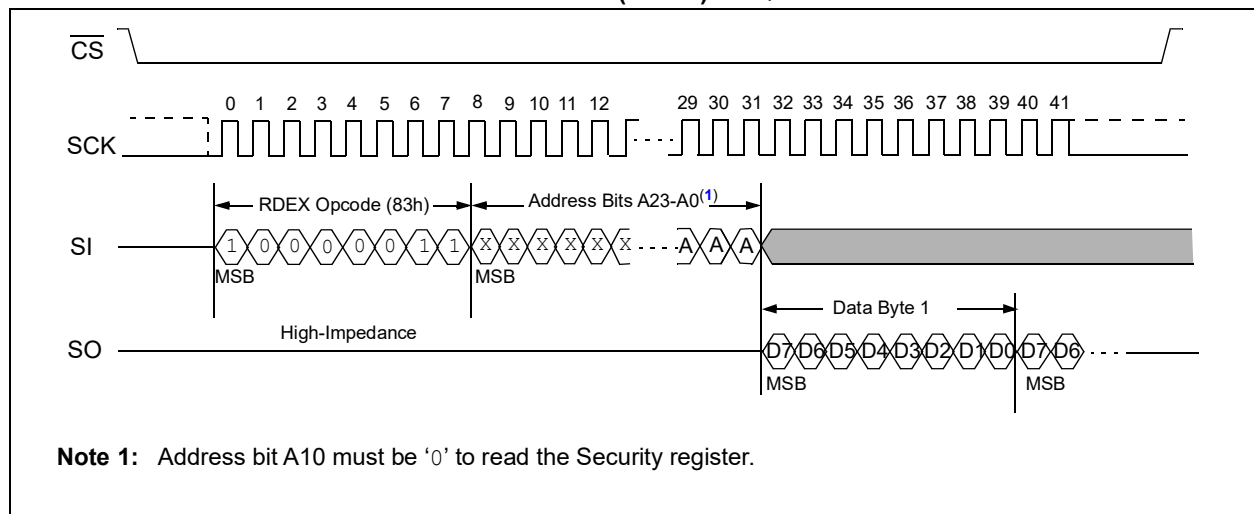 CS
0 1 2 3 4 5 6 7 8 9 10 11 12 29 30 31 32 33 34 35 36 37 38 39 40 41
SCK
RDEX Opcode (83h) Address Bits A23-A0(1)
SI 1 0 0 0 0 0 1 1 X X X X X X A A A
MSB MSB
Data Byte 1
High-Impedance
SO D7 D6 D5 D4 D3 D2 D1 D0 D7 D6
MSB MSB
Note 1: Address bit A10 must be ‘0’ to read the Security register.